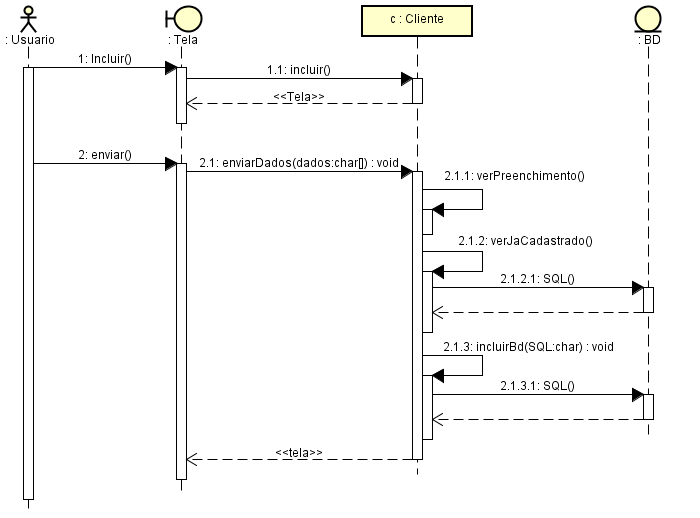 : Usuario
: Tela
c : Cliente
: BD
1: Incluir()
1.1: incluir()
<<Tela>>
2: enviar()
2.1: enviarDados(dados:char[]) : void
2.1.1: verPreenchimento()
2.1.2: verJaCadastrado()
2.1.2.1: SQL()
2.1.3: incluirBd(SQL:char) : void
2.1.3.1: SQL()
<<tela>>